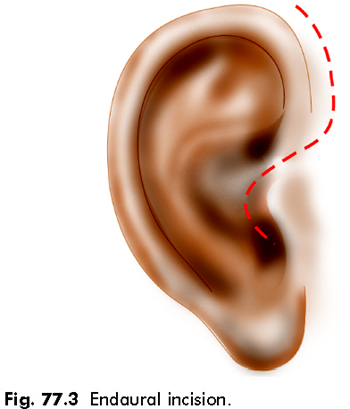 Fig. 77.3 Endaural incision.